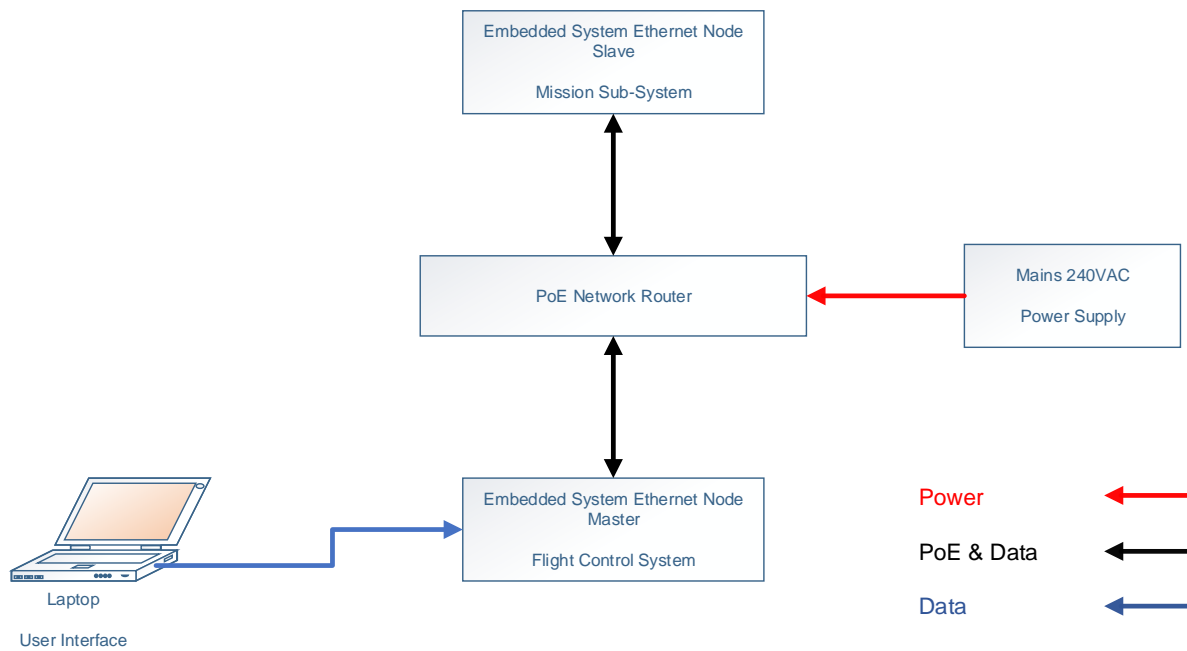 Embedded System Ethernet Node
Slave
Mission Sub-System
PoE Network Router
Mains 240VAC
Power Supply
Embedded System Ethernet Node
Master
Flight Control System
Laptop
User Interface
Power
PoE & Data
Data